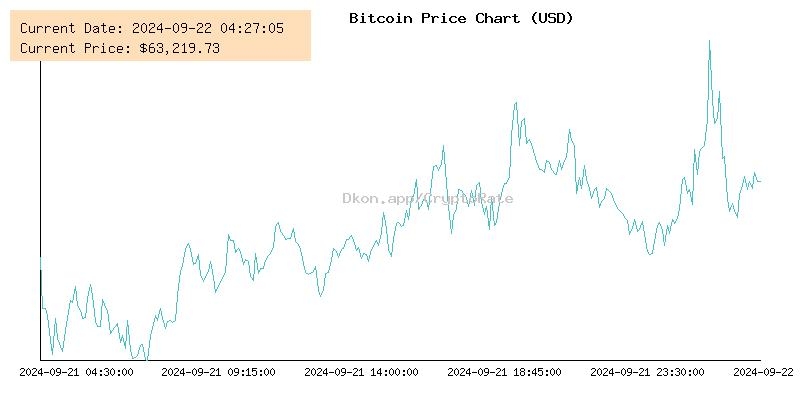 Bitcoin Price Chart (USD)
Current Date: 2024-09-22 04:27:05
Current Price: $63,219.73
Dkon.app/CryptoRate
2024-09-21 04:30:00 2024-09-21 09:15:00 2024-09-21 14:00:00 2024-09-21 18:45:00 2024-09-21 23:30:00 2024-09-22